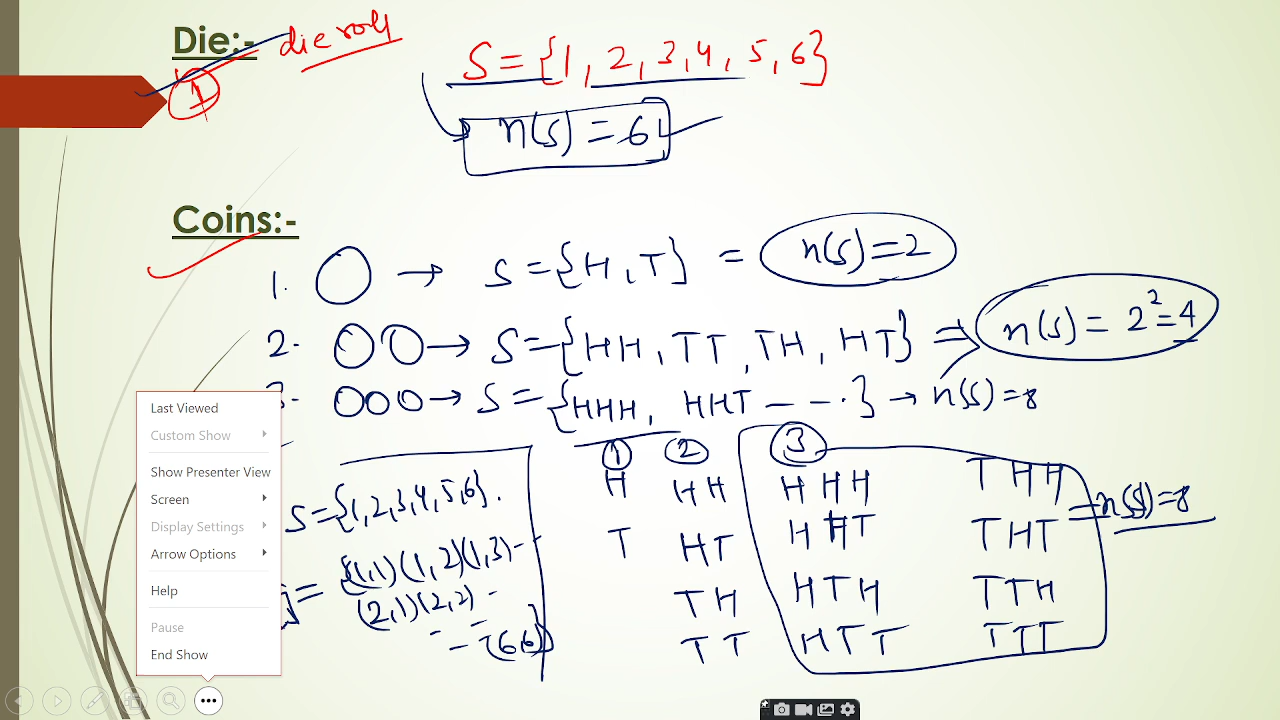 Die:- die roll
1
S = {1, 2, 3, 4, 5, 6}
n(s) = 6
Coins:-
1. → S = {H, T} = n(s) = 2
2. → S = {HH, TT, TH, HT} ⇒ n(s) = 2² = 4
→ S = {HHH, HHT - - - · } → n(s) = 8
S = {1, 2, 3, 4, 5, 6}.
= {(1,1)(1,2)(1,3) -
(2,1)(2,2) -
- - - (6,6)}
1 2 3
H HH HHH THH
T HT HHT THT = n(s) = 8
TH HTH TTH
TT HTT TTT
Last Viewed
Custom Show
Show Presenter View
Screen
Display Settings
Arrow Options
Help
Pause
End Show